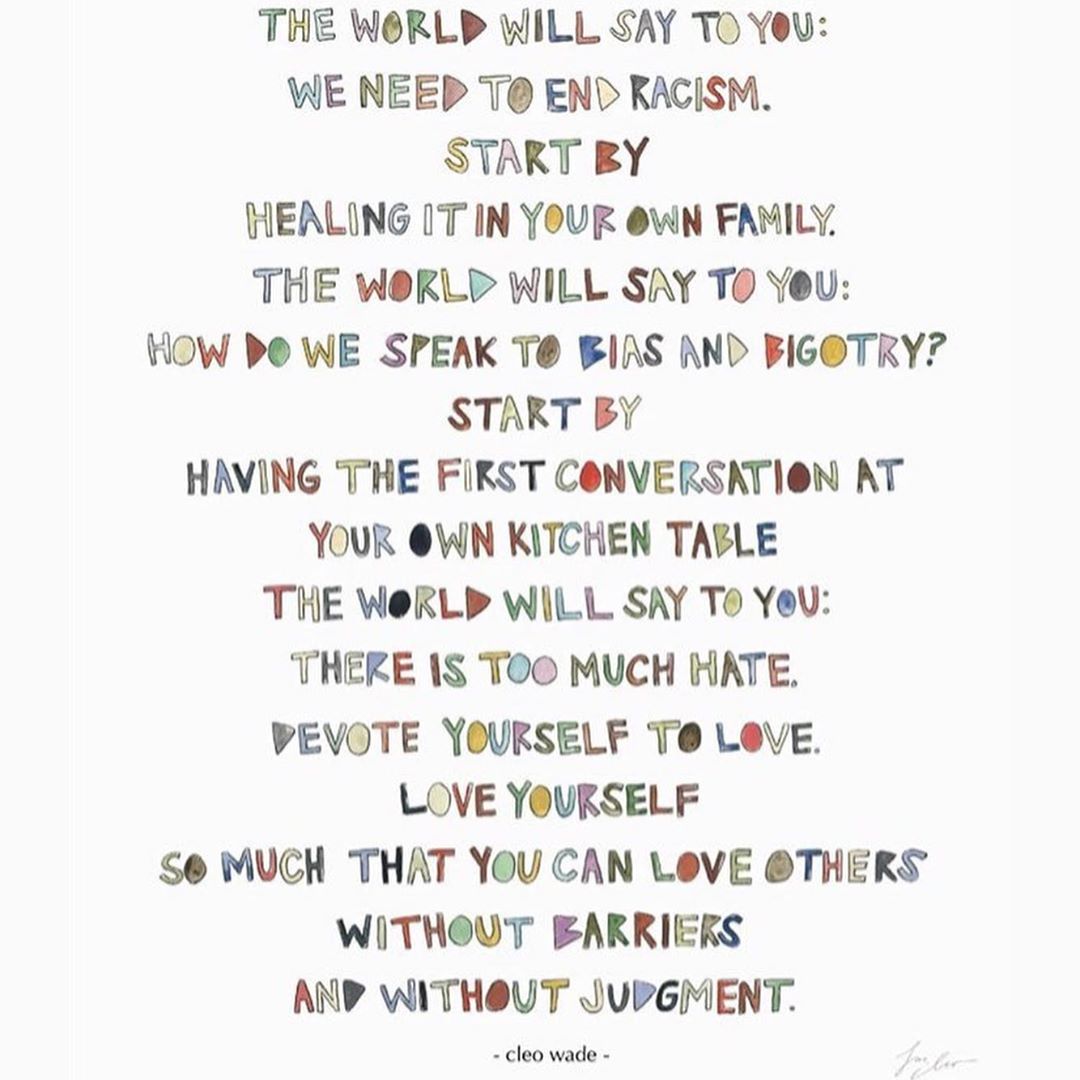 THE WORLD WILL SAY TO YOU:
WE NEED TO END RACISM.
START BY
HEALING IT IN YOUR OWN FAMILY.
THE WORLD WILL SAY TO YOU:
HOW DO WE SPEAK TO BIAS AND BIGOTRY?
START BY
HAVING THE FIRST CONVERSATION AT
YOUR OWN KITCHEN TABLE
THE WORLD WILL SAY TO YOU:
THERE IS TOO MUCH HATE.
DEVOTE YOURSELF TO LOVE.
LOVE YOURSELF
SO MUCH THAT YOU CAN LOVE OTHERS
WITHOUT BARRIERS
AND WITHOUT JUDGMENT.
- cleo wade -